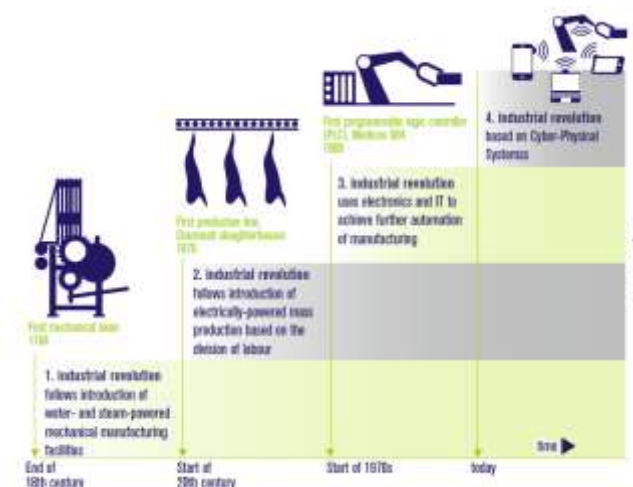 First programmable logic controller
(PLC), Modicon 084
1969
4. industrial revolution
based on Cyber-Physical
Systemss
First production line,
Cincinnati slaughterhouse
1870
3. industrial revolution
uses electronics and IT to
achieve further automation
of manufacturing
First mechanical loom
1784
2. industrial revolution
follows introduction of
electrically-powered mass
production based on the
division of labour
1. industrial revolution
follows introduction of
water- and steam-powered
mechanical manufacturing
facilities
time
End of
18th century
Start of
20th century
Start of 1970s
today